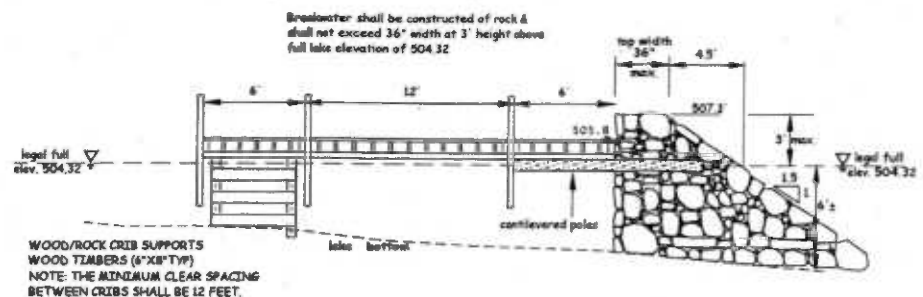 Breakwater shall be constructed of rock &
shall not exceed 36" width at 3' height above
full lake elevation of 504.32
top width
36"
max.
4.5'
6'
12'
6'
507.3'
505.8
3' max
legal full
elev. 504.32
legal full
elev. 504.32
1.5
1
6'±
cantilevered poles
lake bottom
WOOD/ROCK CRIB SUPPORTS
WOOD TIMBERS (6"X8" TYP)
NOTE: THE MINIMUM CLEAR SPACING
BETWEEN CRIBS SHALL BE 12 FEET.